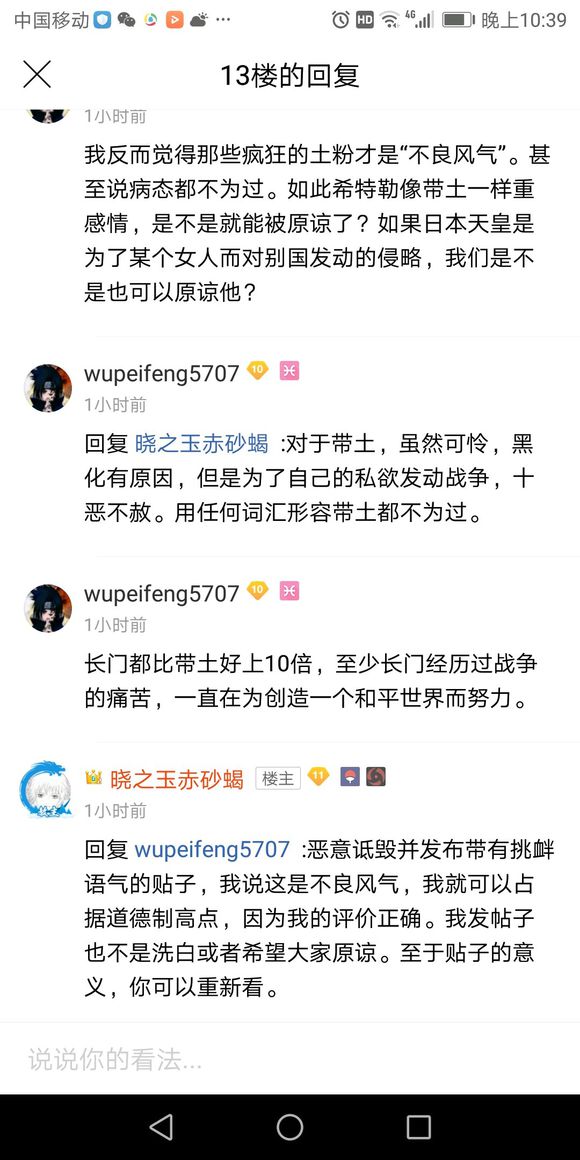 中国移动 ··· HD 4G 晚上10:39
13楼的回复
1小时前
我反而觉得那些疯狂的土粉才是“不良风气”。甚
至说病态都不为过。如此希特勒像带土一样重
感情，是不是就能被原谅了？如果日本天皇是
为了某个女人而对别国发动的侵略，我们是不
是也可以原谅他？
wupeifeng5707 10
1小时前
回复 晓之玉赤砂蝎 :对于带土，虽然可怜，黑
化有原因，但是为了自己的私欲发动战争，十
恶不赦。用任何词汇形容带土都不为过。
wupeifeng5707 10
1小时前
长门都比带土好上10倍，至少长门经历过战争
的痛苦，一直在为创造一个和平世界而努力。
晓之玉赤砂蝎 楼主 11
1小时前
回复 wupeifeng5707 :恶意诋毁并发布带有挑衅
语气的贴子，我说这是不良风气，我就可以占
据道德制高点，因为我的评价正确。我发帖子
也不是洗白或者希望大家原谅。至于贴子的意
义，你可以重新看。
说说你的看法...